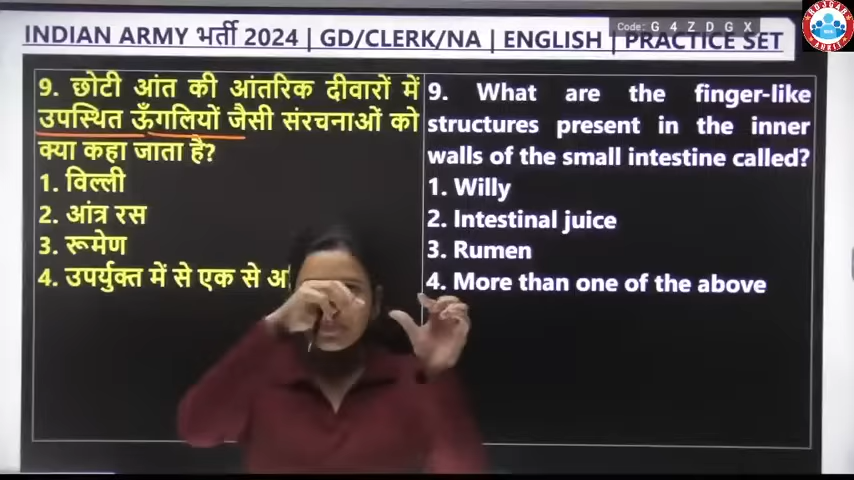 Code: G 4 Z D G X
INDIAN ARMY भर्ती 2024 | GD/CLERK/NA | ENGLISH | PRACTICE SET
ROJGAR
ANKIT
9. छोटी आंत की आंतरिक दीवारों में
उपस्थित ऊँगलियों जैसी संरचनाओं को
क्या कहा जाता है?
1. विल्ली
2. आंत्र रस
3. रूमेण
4. उपर्युक्त में से एक से
9. What are the finger-like
structures present in the inner
walls of the small intestine called?
1. Willy
2. Intestinal juice
3. Rumen
4. More than one of the above